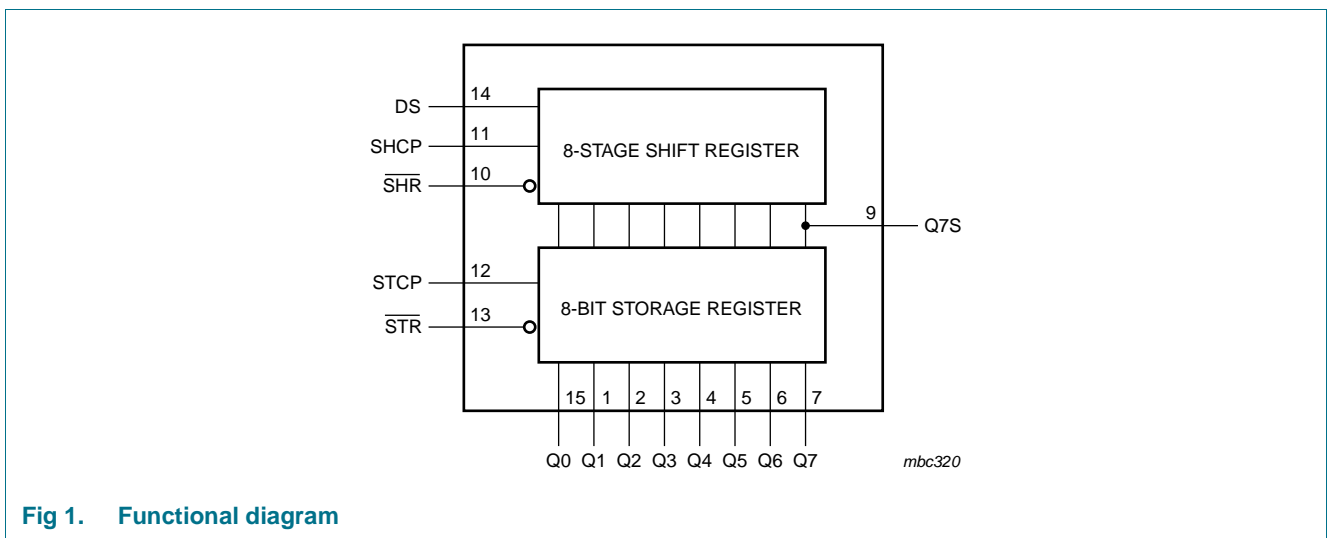 DS
14
SHCP
11
SHR
10
8-STAGE SHIFT REGISTER
9
Q7S
STCP
12
STR
13
8-BIT STORAGE REGISTER
15 1 2 3 4 5 6 7
Q0 Q1 Q2 Q3 Q4 Q5 Q6 Q7
mbc320
Fig 1. Functional diagram